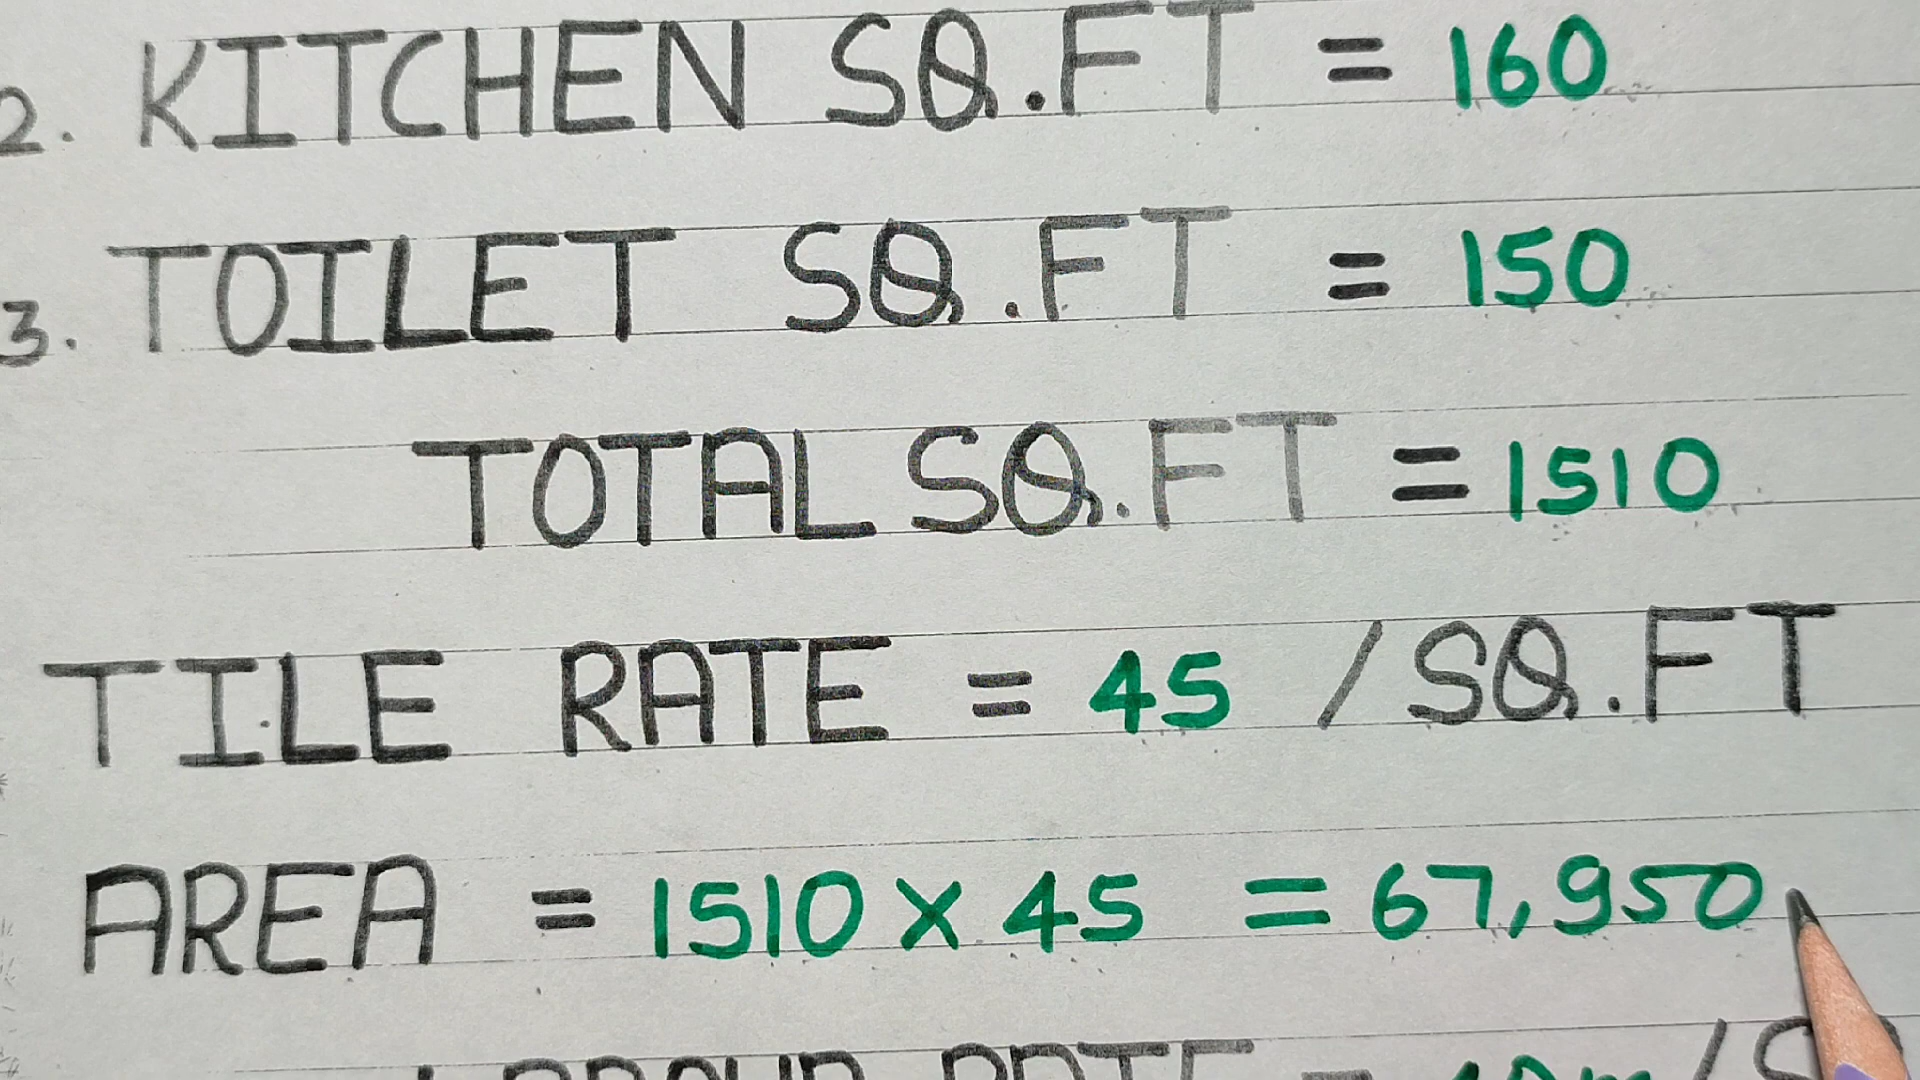 2. KITCHEN SQ.FT = 160
3. TOILET SQ.FT = 150
TOTAL SQ.FT = 1510
TILE RATE = 45 / SQ.FT
AREA = 1510 x 45 = 67,950
RATE =